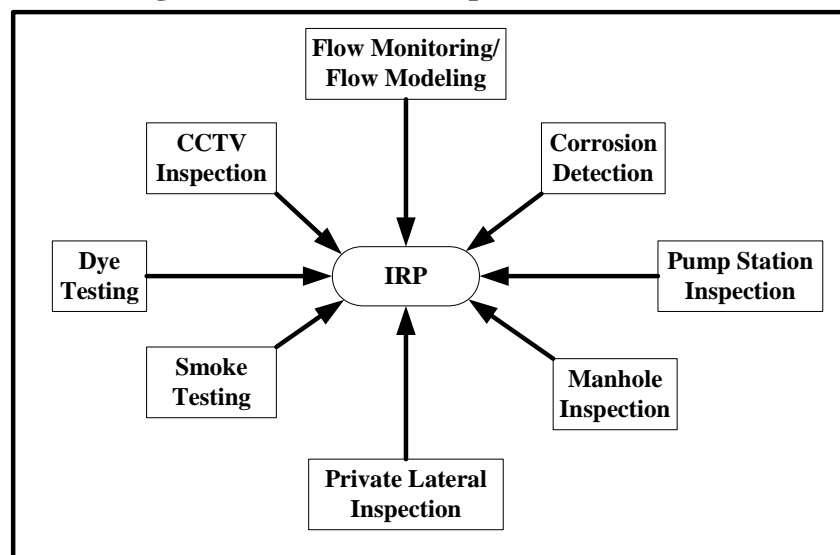 Flow Monitoring/
Flow Modeling
CCTV
Inspection
Corrosion
Detection
Dye
Testing
IRP
Pump Station
Inspection
Smoke
Testing
Manhole
Inspection
Private Lateral
Inspection